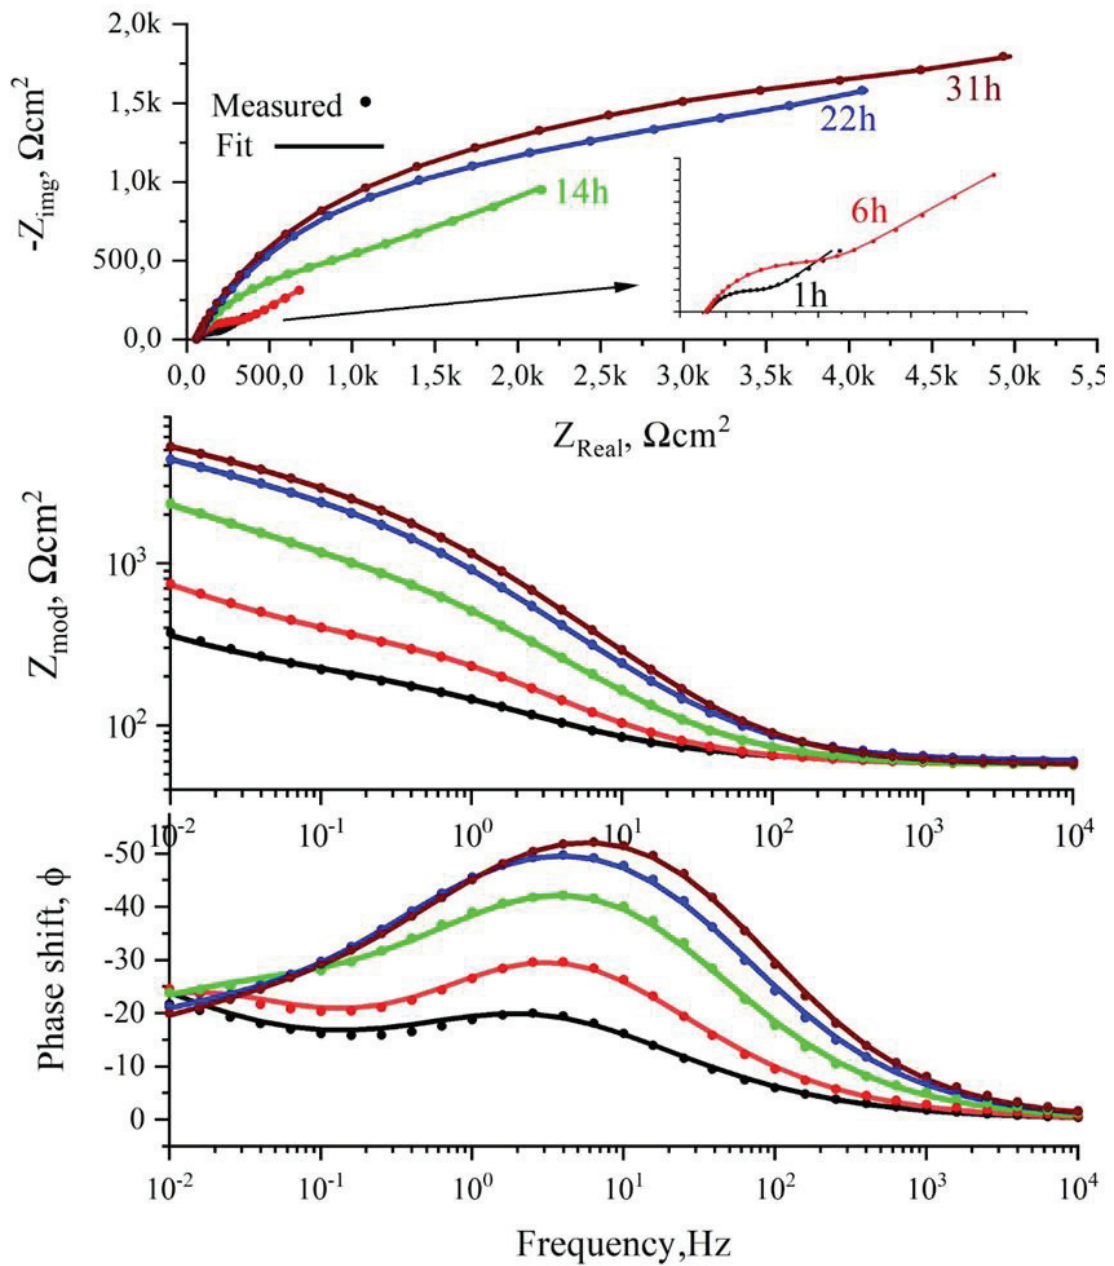 2,0k
1,5k
1,0k
500,0
0,0
-Z_img, Ωcm²
Measured
Fit
31h
22h
14h
6h
1h
0,0 500,0 1,0k 1,5k 2,0k 2,5k 3,0k 3,5k 4,0k 4,5k 5,0k 5,5
Z_Real, Ωcm²
Z_mod, Ωcm²
10³
10²
10⁻² 10⁻¹ 10⁰ 10¹ 10² 10³ 10⁴
Phase shift, ϕ
-50
-40
-30
-20
-10
0
10⁻² 10⁻¹ 10⁰ 10¹ 10² 10³ 10⁴
Frequency,Hz